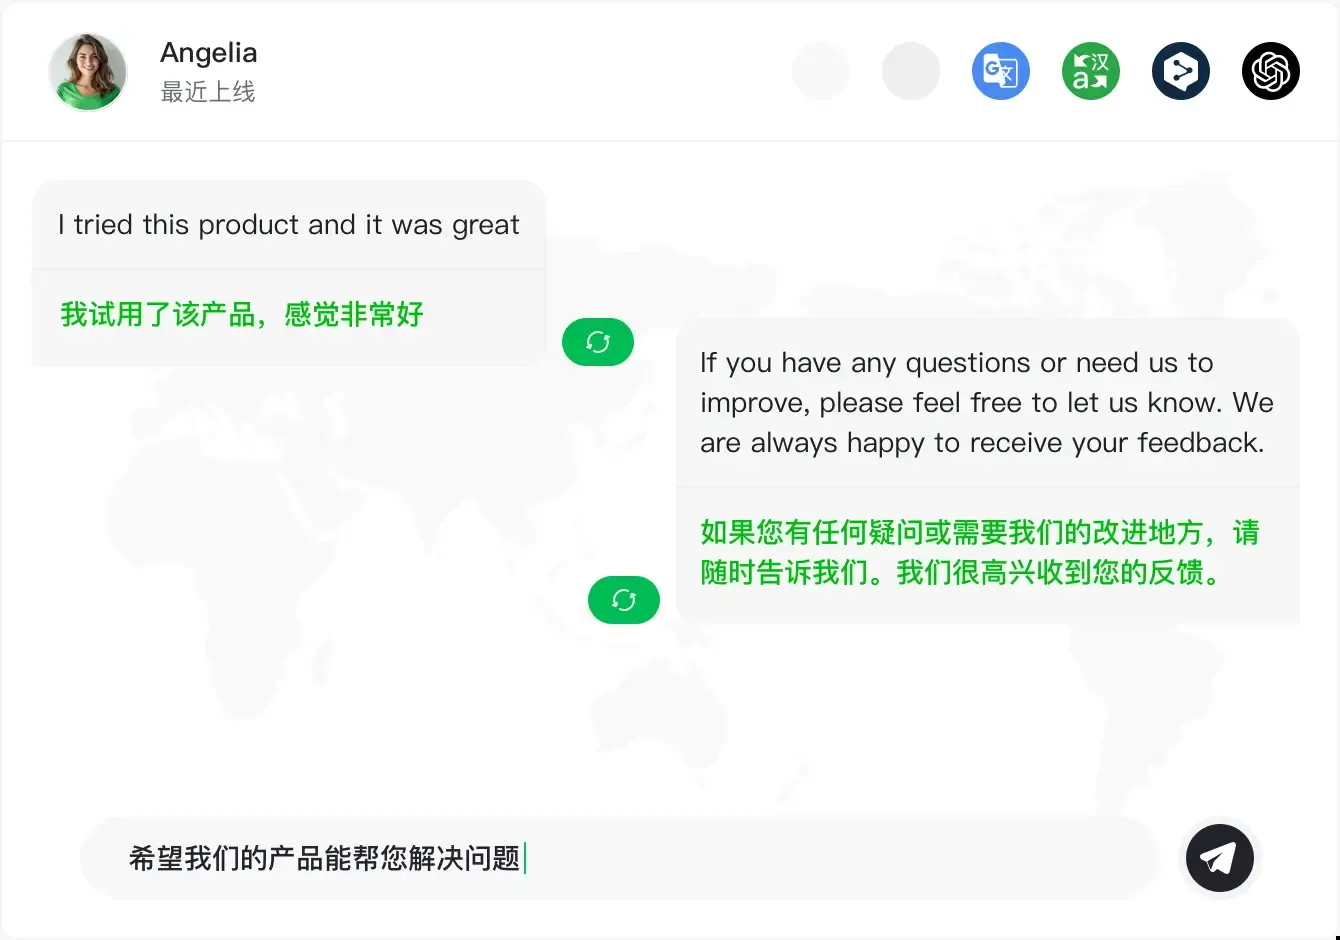 Angelia
最近上线
I tried this product and it was great
我试用了该产品，感觉非常好
If you have any questions or need us to
improve, please feel free to let us know. We
are always happy to receive your feedback.
如果您有任何疑问或需要我们的改进地方，请
随时告诉我们。我们很高兴收到您的反馈。
希望我们的产品能帮您解决问题